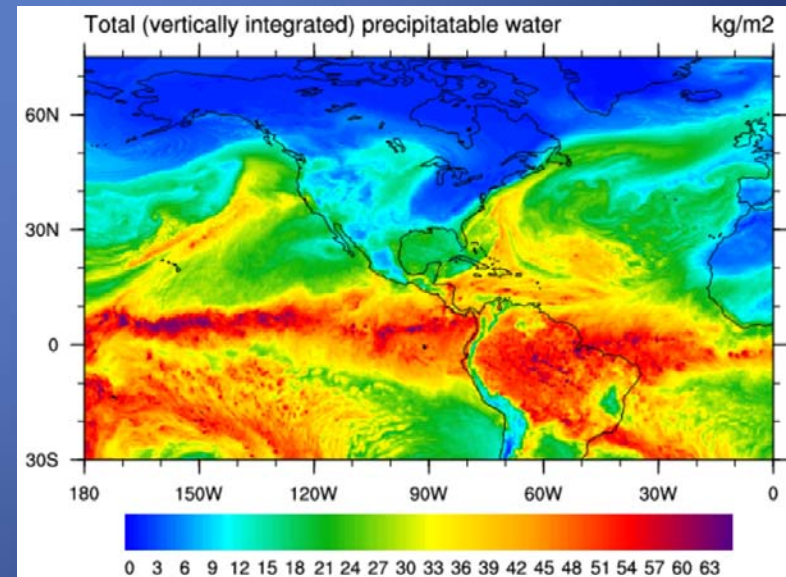 Total (vertically integrated) precipitatable water kg/m2
60N
30N
0
30S
180 150W 120W 90W 60W 30W 0
0 3 6 9 12 15 18 21 24 27 30 33 36 39 42 45 48 51 54 57 60 63